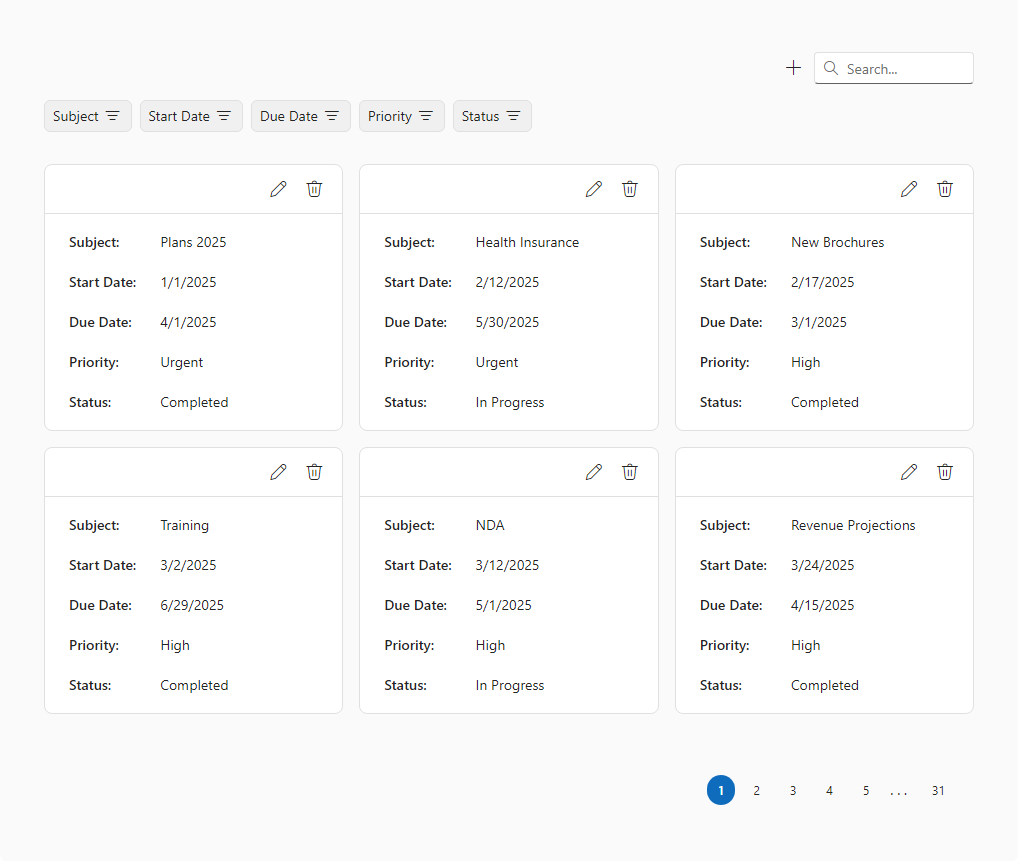 Search...
Subject Start Date Due Date Priority Status
Subject: Plans 2025 Subject: Health Insurance Subject: New Brochures
Start Date: 1/1/2025 Start Date: 2/12/2025 Start Date: 2/17/2025
Due Date: 4/1/2025 Due Date: 5/30/2025 Due Date: 3/1/2025
Priority: Urgent Priority: Urgent Priority: High
Status: Completed Status: In Progress Status: Completed
Subject: Training Subject: NDA Subject: Revenue Projections
Start Date: 3/2/2025 Start Date: 3/12/2025 Start Date: 3/24/2025
Due Date: 6/29/2025 Due Date: 5/1/2025 Due Date: 4/15/2025
Priority: High Priority: High Priority: High
Status: Completed Status: In Progress Status: Completed
1 2 3 4 5 ... 31